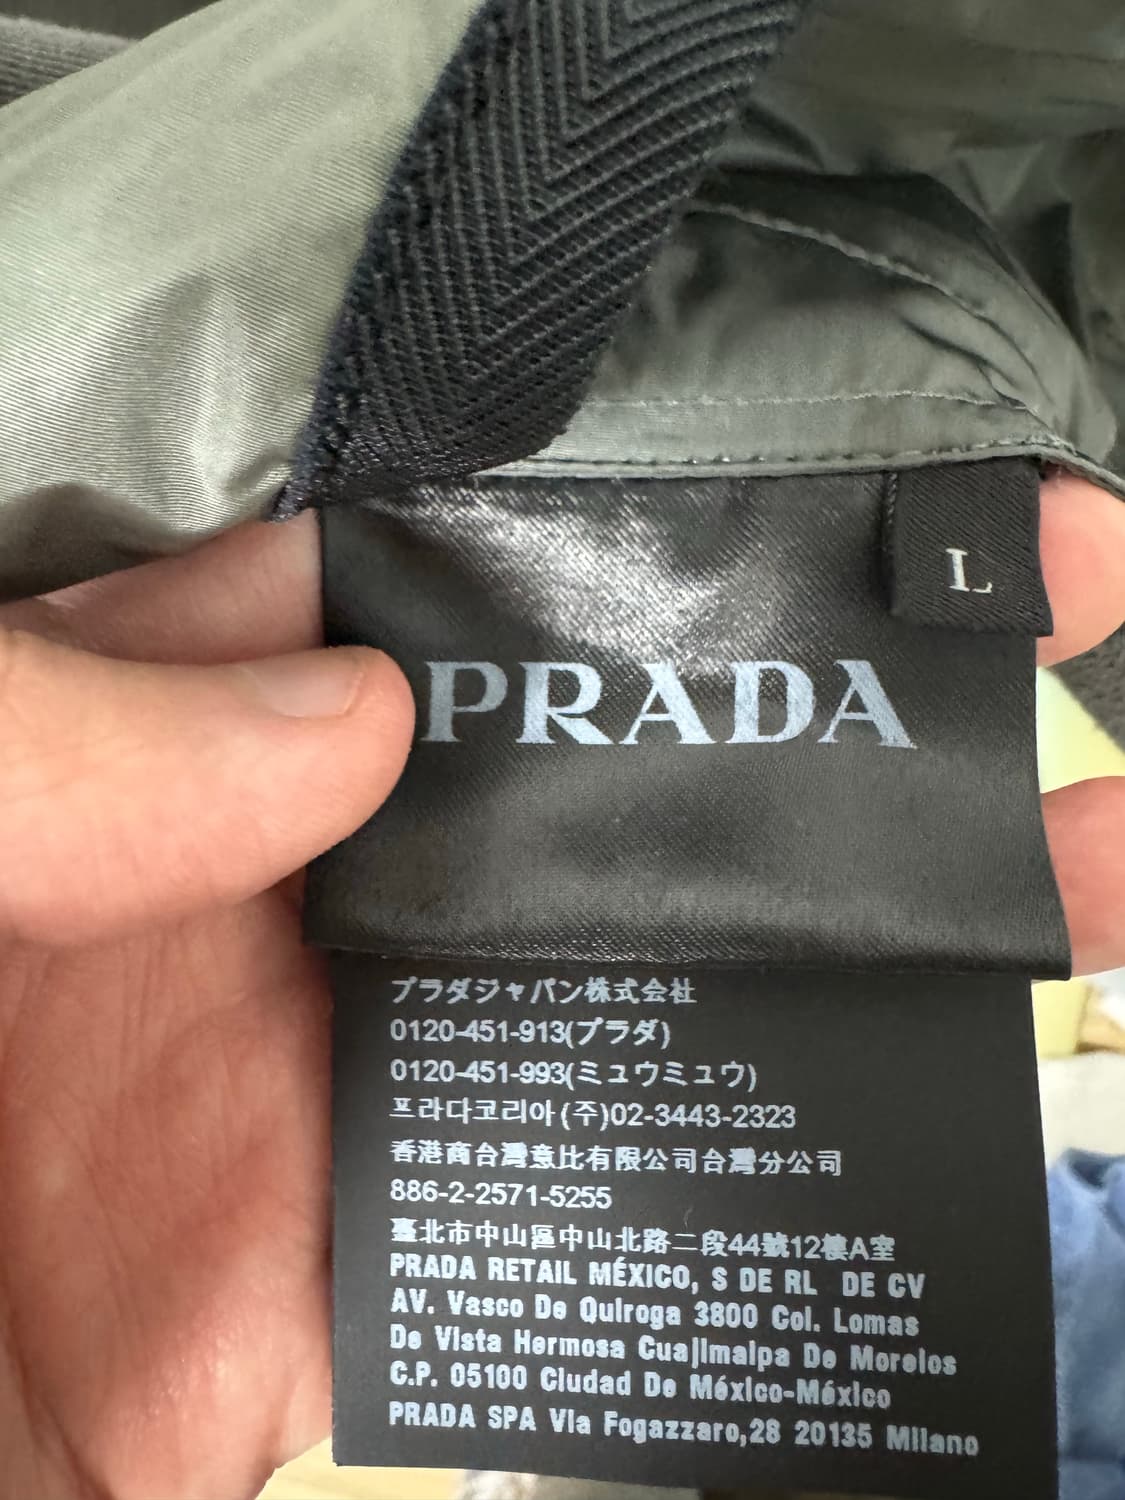 L
PRADA
プラダジャパン株式会社
0120-451-913(プラダ)
0120-451-993(ミュウミュウ)
프라다코리아(주)02-3443-2323
香港商台灣意比有限公司台灣分公司
886-2-2571-5255
臺北市中山區中山北路二段44號12樓A室
PRADA RETAIL MÉXICO, S DE RL DE CV
AV. Vasco De Quiroga 3800 Col. Lomas
De Vista Hermosa Cuajimalpa De Morelos
C.P. 05100 Ciudad De México-México
PRADA SPA Via Fogazzaro,28 20135 Milano